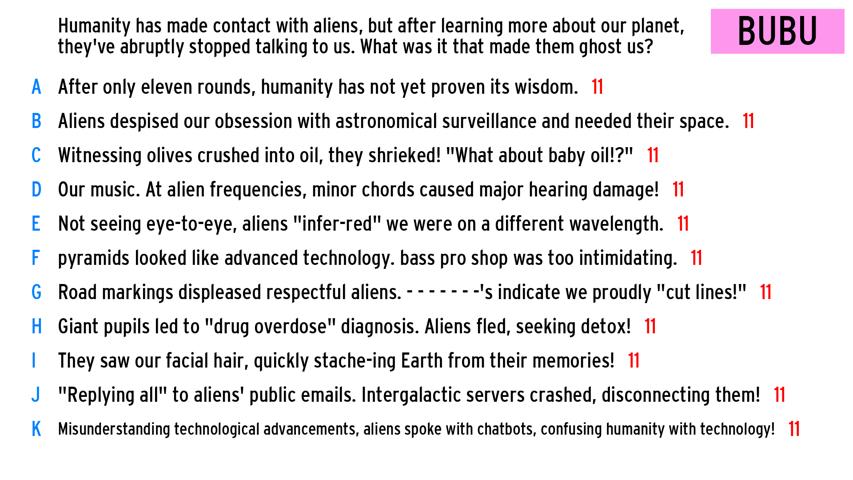 Humanity has made contact with aliens, but after learning more about our planet,
they've abruptly stopped talking to us. What was it that made them ghost us?
BUBU
A After only eleven rounds, humanity has not yet proven its wisdom. 11
B Aliens despised our obsession with astronomical surveillance and needed their space. 11
C Witnessing olives crushed into oil, they shrieked! "What about baby oil!?" 11
D Our music. At alien frequencies, minor chords caused major hearing damage! 11
E Not seeing eye-to-eye, aliens "infer-red" we were on a different wavelength. 11
F pyramids looked like advanced technology. bass pro shop was too intimidating. 11
G Road markings displeased respectful aliens. - - - - - - -'s indicate we proudly "cut lines!" 11
H Giant pupils led to "drug overdose" diagnosis. Aliens fled, seeking detox! 11
I They saw our facial hair, quickly stache-ing Earth from their memories! 11
J "Replying all" to aliens' public emails. Intergalactic servers crashed, disconnecting them! 11
K Misunderstanding technological advancements, aliens spoke with chatbots, confusing humanity with technology! 11